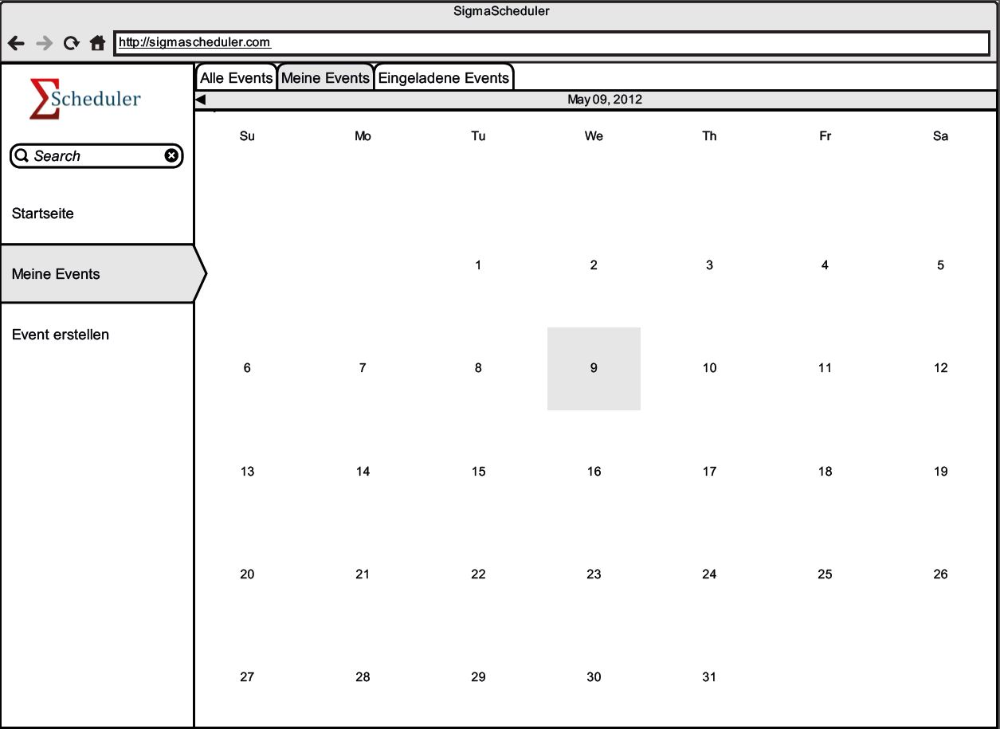 SigmaScheduler
http://sigmascheduler.com
ΣScheduler
Search
Startseite
Meine Events
Event erstellen
Alle Events Meine Events Eingeladene Events
May 09, 2012
Su Mo Tu We Th Fr Sa
1 2 3 4 5
6 7 8 9 10 11 12
13 14 15 16 17 18 19
20 21 22 23 24 25 26
27 28 29 30 31